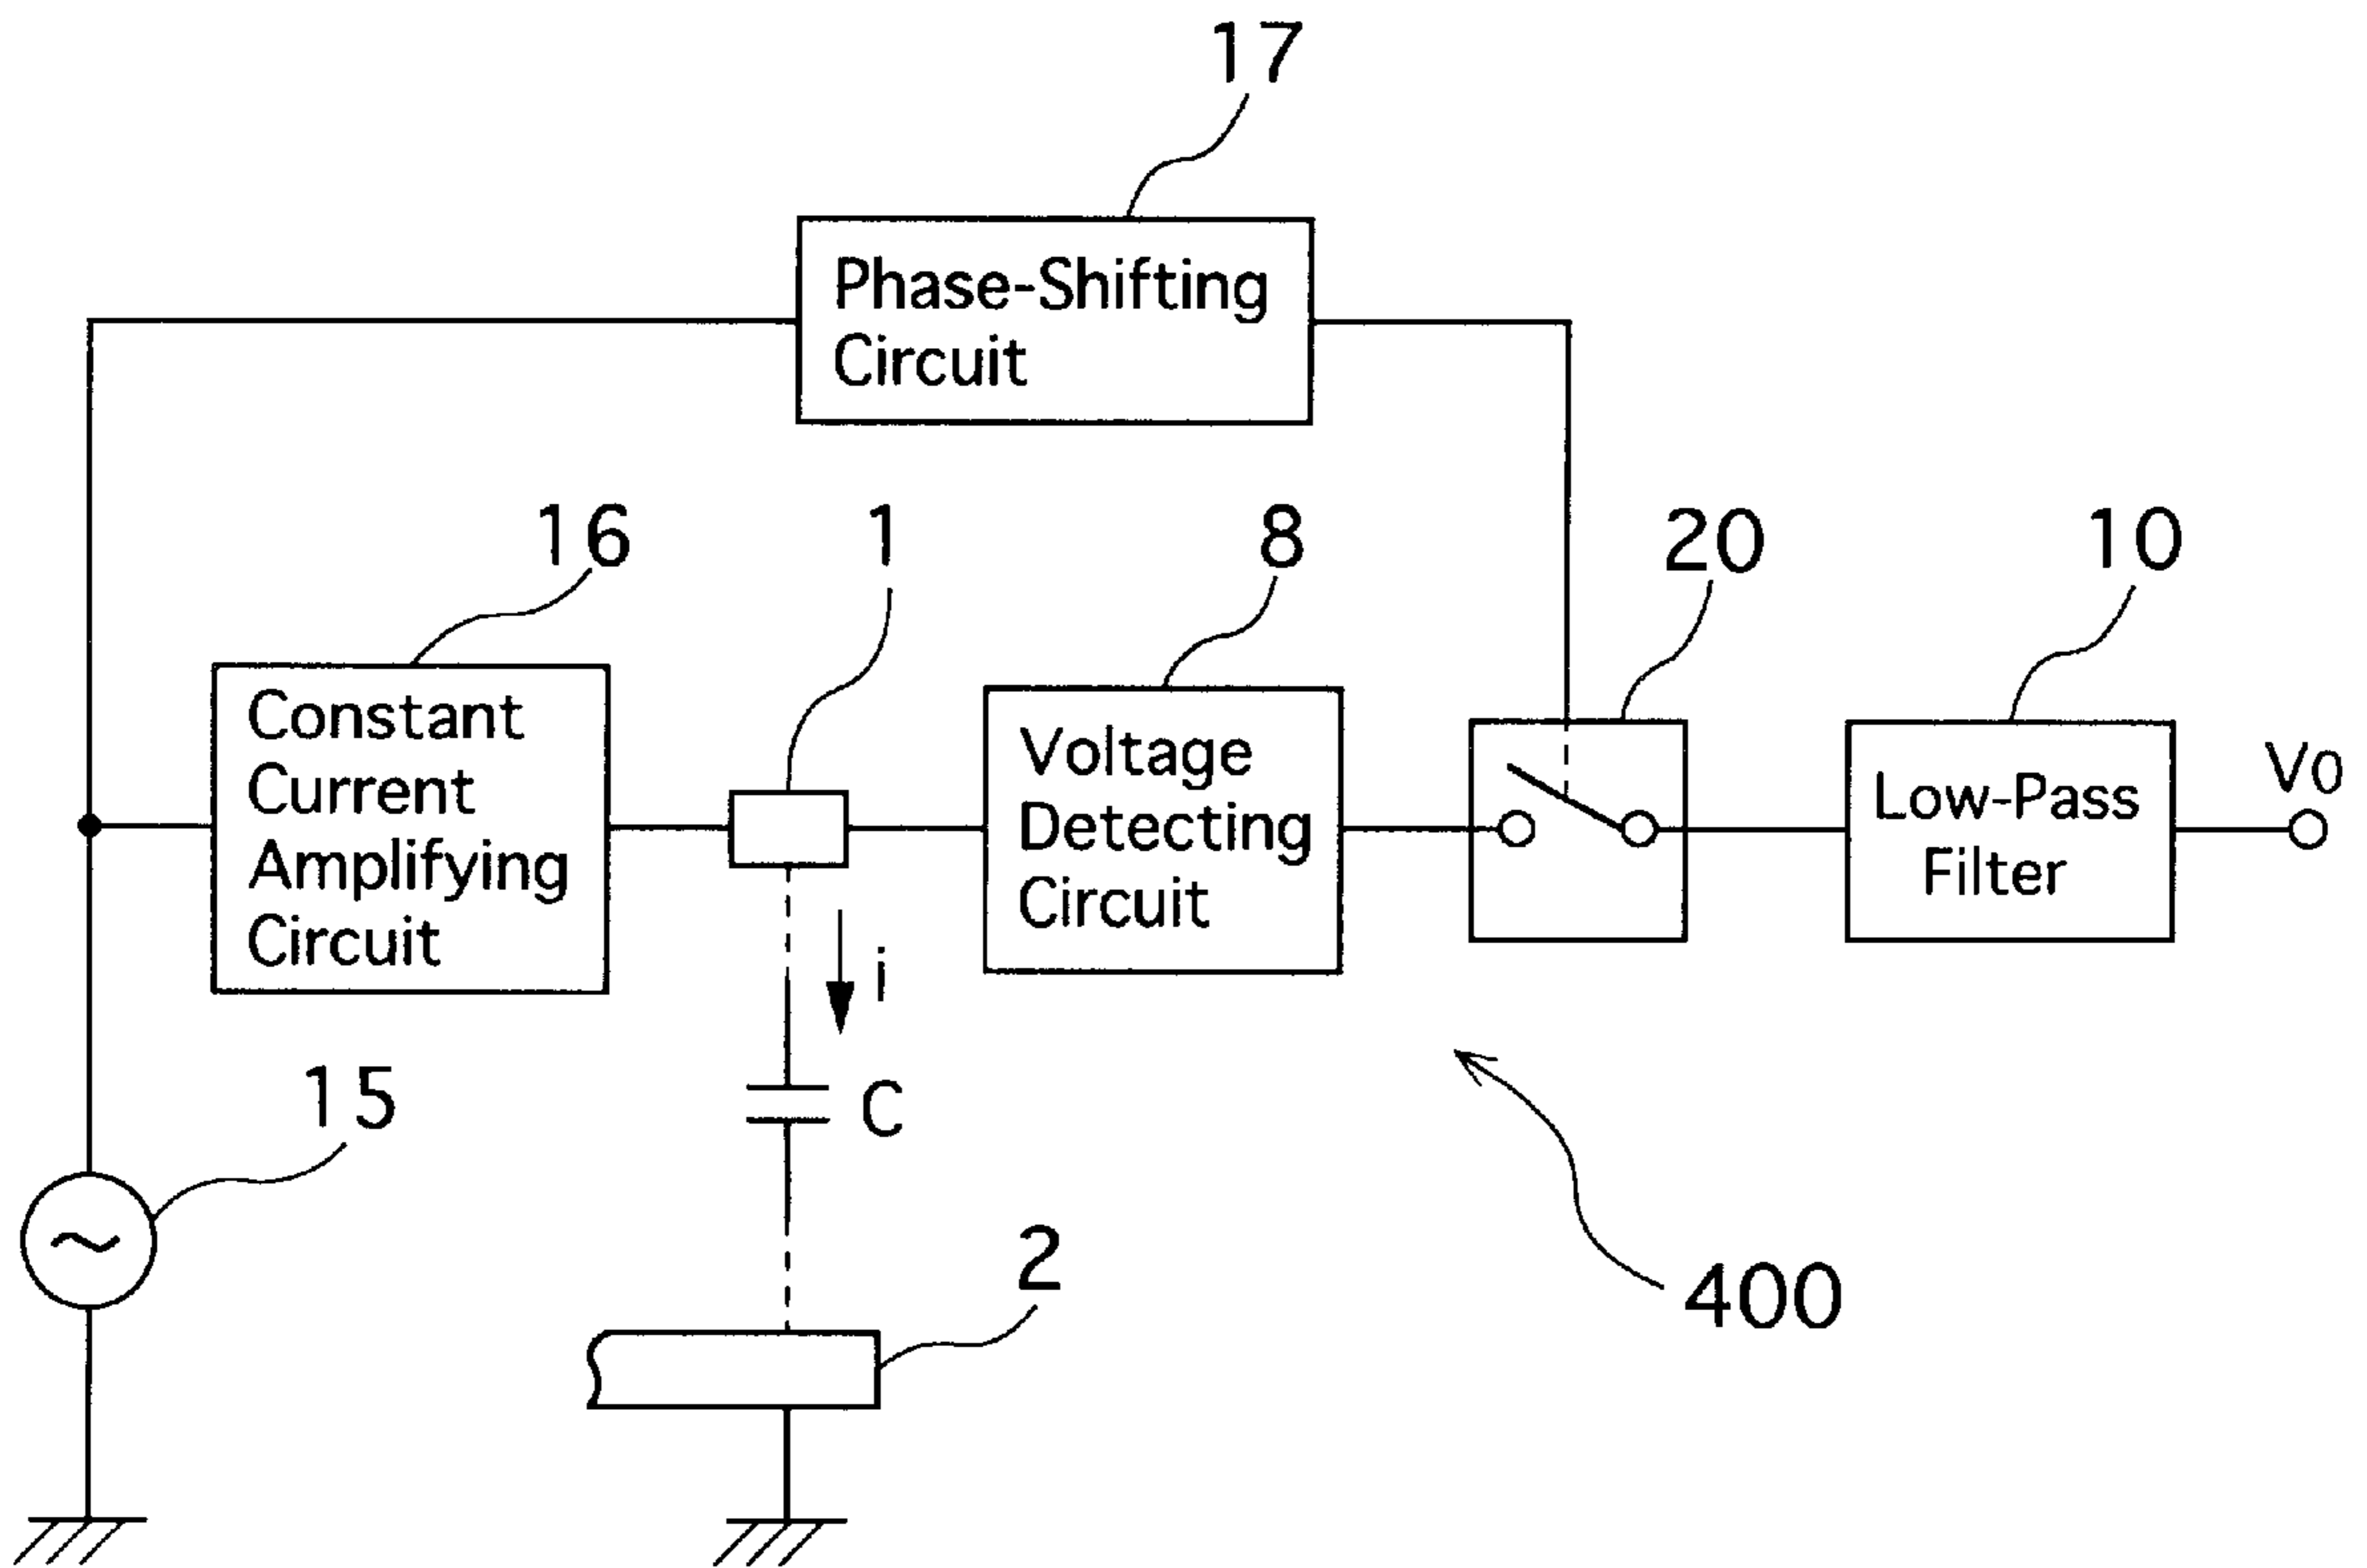 17
Phase-Shifting
Circuit
16
1
8
20
10
Constant
Current
Amplifying
Circuit
Voltage
Detecting
Circuit
Low-Pass
Filter
V0
i
C
15
2
400